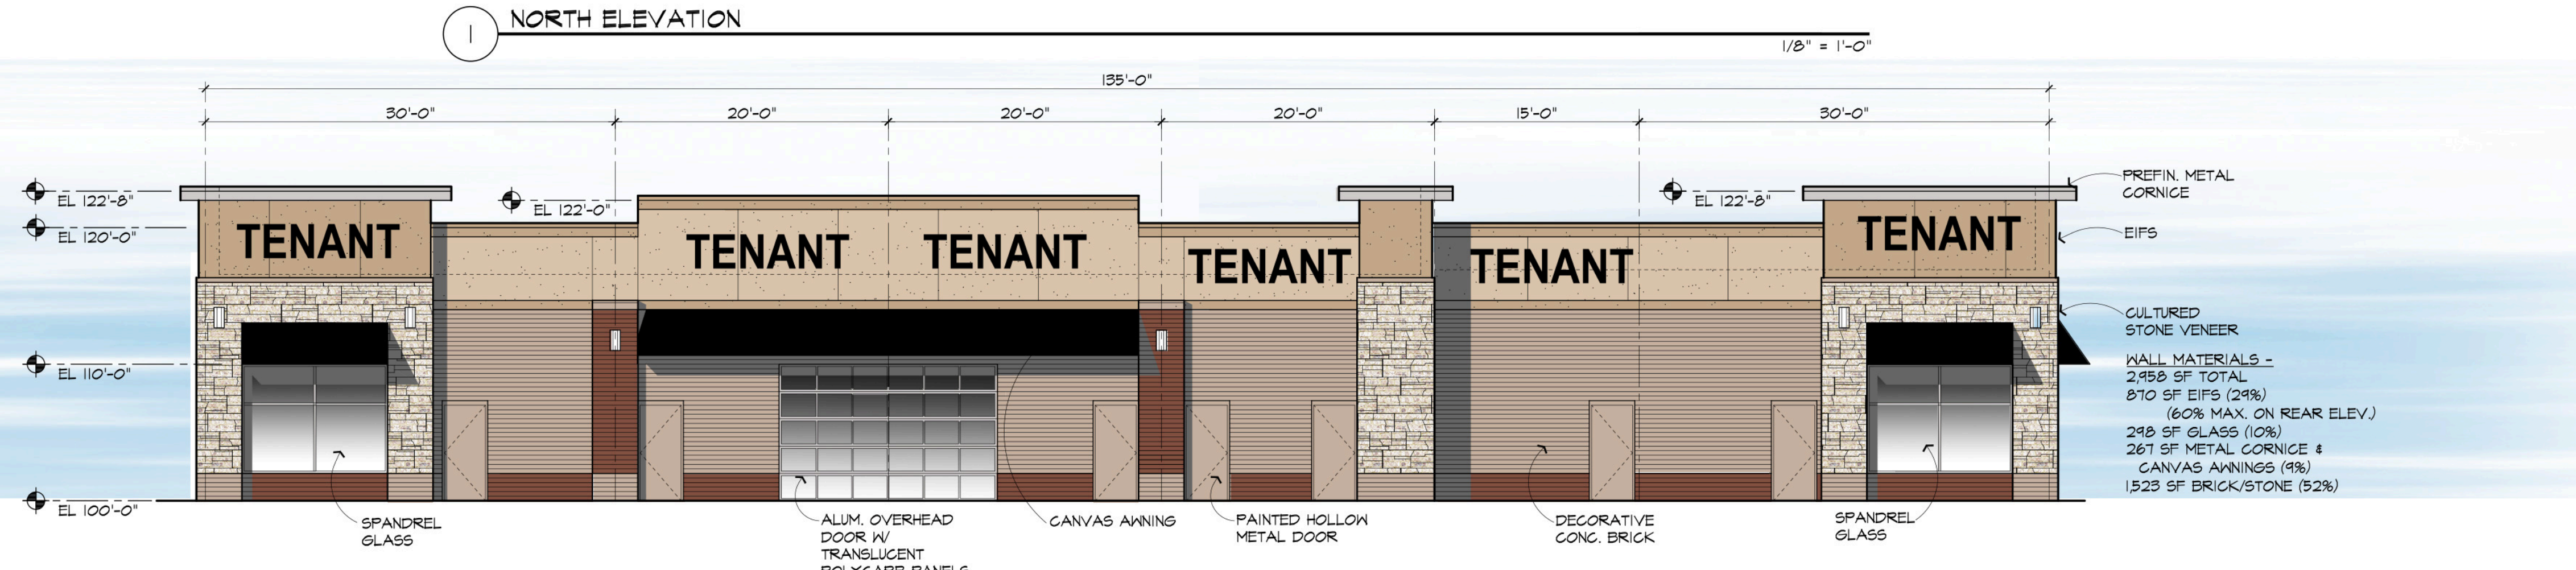 1
NORTH ELEVATION
1/8" = 1'-0"
135'-0"
30'-0"
20'-0"
20'-0"
20'-0"
15'-0"
30'-0"
EL 122'-8"
EL 120'-0"
EL 110'-0"
EL 100'-0"
EL 122'-0"
EL 122'-8"
TENANT
TENANT
TENANT
TENANT
TENANT
TENANT
PREFIN. METAL
CORNICE
EIFS
CULTURED
STONE VENEER
WALL MATERIALS -
2,958 SF TOTAL
870 SF EIFS (29%)
(60% MAX. ON REAR ELEV.)
298 SF GLASS (10%)
267 SF METAL CORNICE &
CANVAS AWNINGS (9%)
1,523 SF BRICK/STONE (52%)
SPANDREL
GLASS
ALUM. OVERHEAD
DOOR W/
TRANSLUCENT
POLYCARB PANELS
CANVAS AWNING
PAINTED HOLLOW
METAL DOOR
DECORATIVE
CONC. BRICK
SPANDREL
GLASS